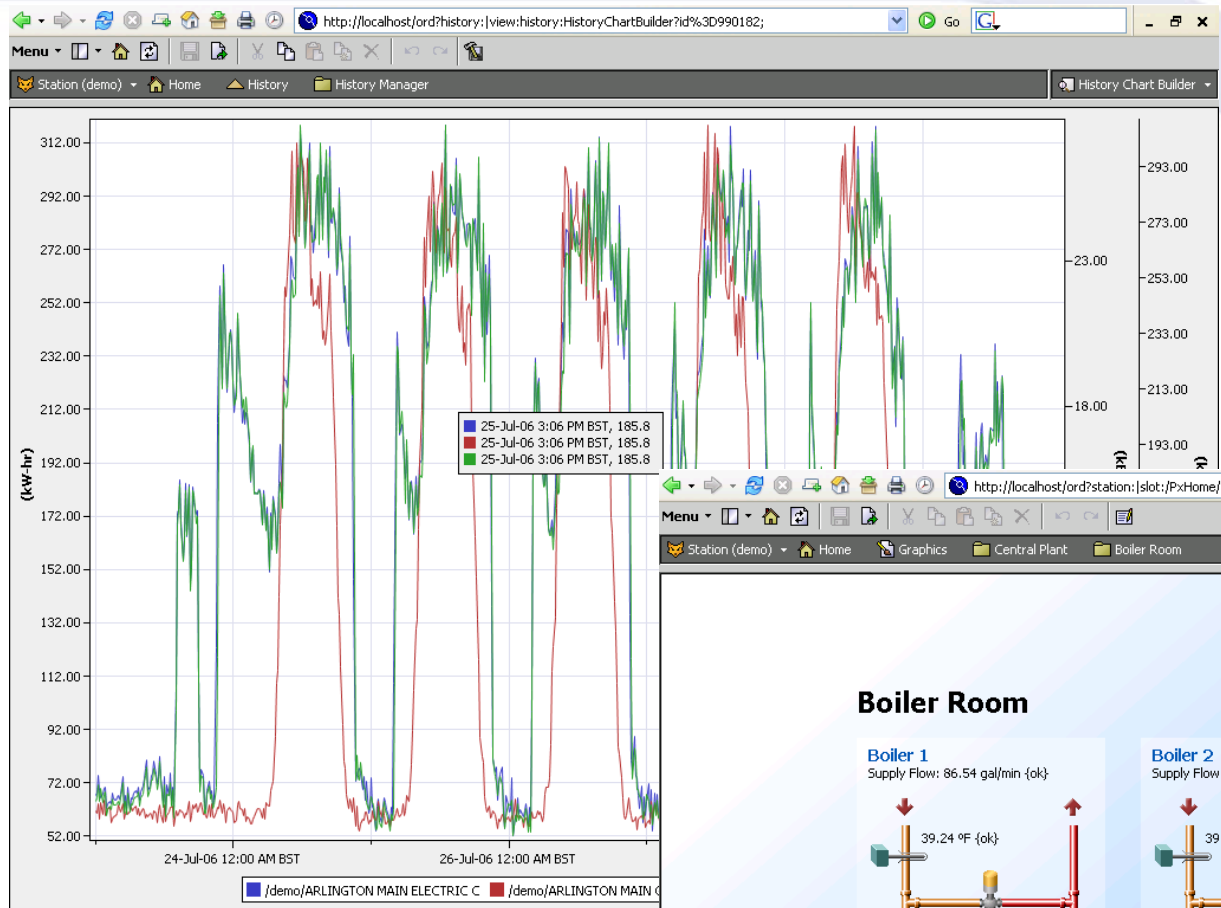 http://localhost/ord?history:|view:history:HistoryChartBuilder?id%3D990182;
Go
G
Menu
Station (demo)
Home
History
History Manager
History Chart Builder
312.00
292.00
272.00
252.00
232.00
212.00
192.00
172.00
152.00
132.00
112.00
92.00
72.00
52.00
(kW-hr)
23.00
18.00
293.00
273.00
253.00
233.00
213.00
193.00
25-Jul-06 3:06 PM BST, 185.8
25-Jul-06 3:06 PM BST, 185.8
25-Jul-06 3:06 PM BST, 185.8
24-Jul-06 12:00 AM BST
26-Jul-06 12:00 AM BST
/demo/ARLINGTON MAIN ELECTRIC C
/demo/ARLINGTON MAIN
http://localhost/ord?station:|slot:/PxHome/
Menu
Station (demo)
Home
Graphics
Central Plant
Boiler Room
Boiler Room
Boiler 1
Supply Flow: 86.54 gal/min {ok}
39.24 ºF {ok}
Boiler 2
Supply Flow
39